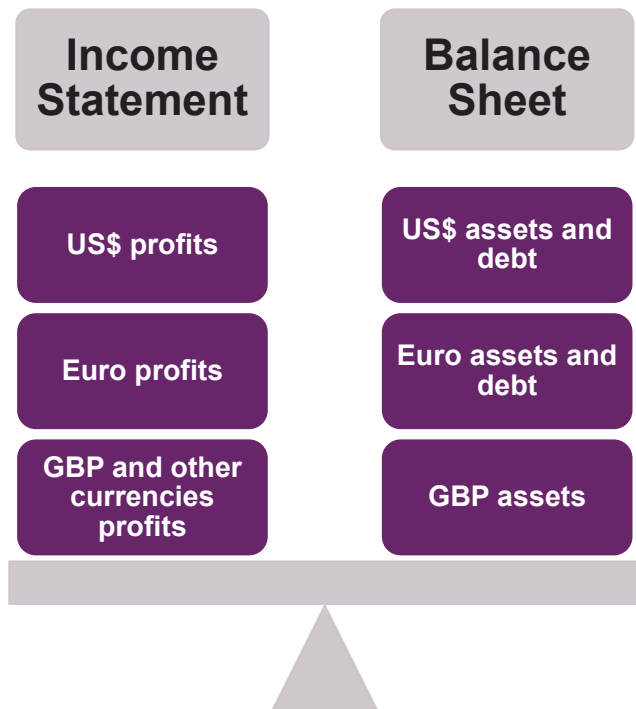 Income
Statement
Balance
Sheet
US$ profits
US$ assets and
debt
Euro profits
Euro assets and
debt
GBP and other
currencies
profits
GBP assets